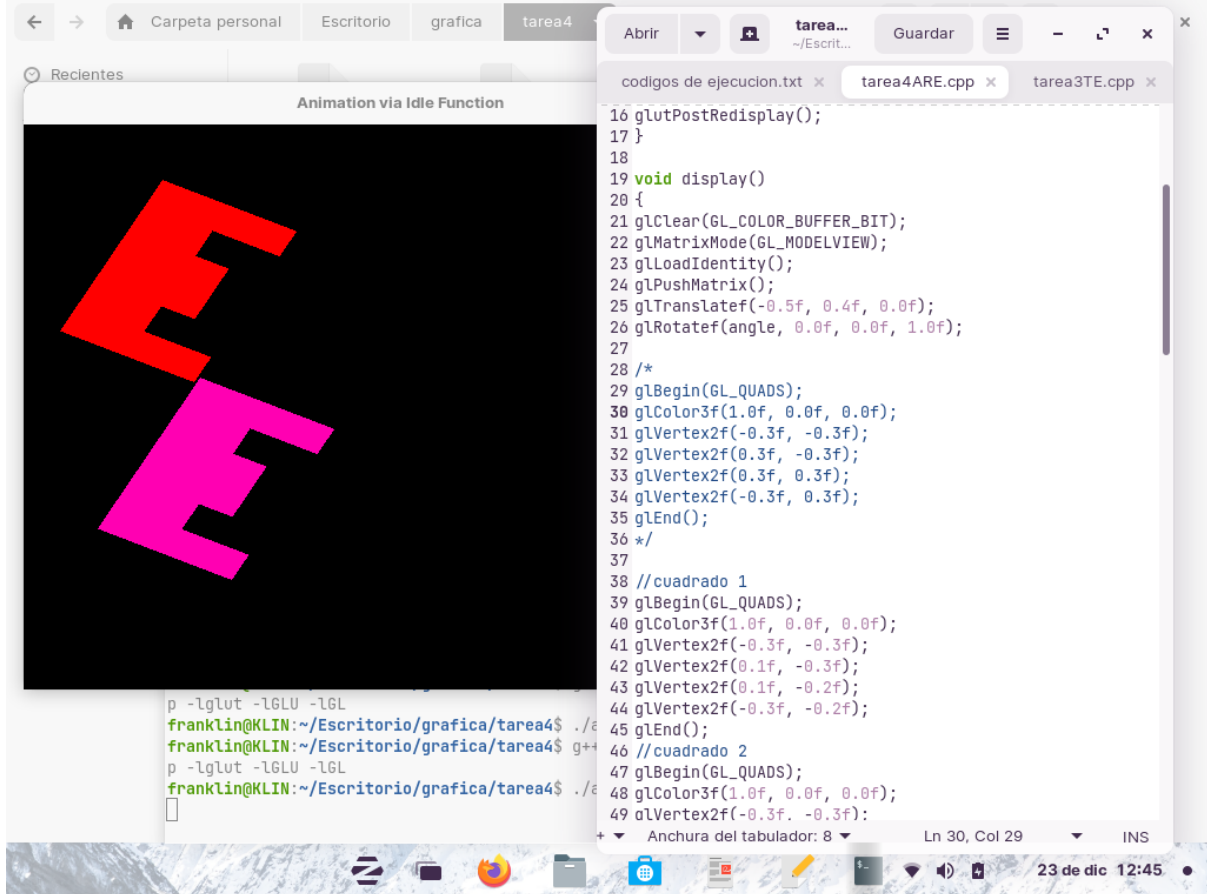 Carpeta personal Escritorio grafica tarea4
Recientes
Animation via Idle Function
p -lglut -lGLU -lGL
franklin@KLIN:~/Escritorio/grafica/tarea4$ ./a
franklin@KLIN:~/Escritorio/grafica/tarea4$ g++
p -lglut -lGLU -lGL
franklin@KLIN:~/Escritorio/grafica/tarea4$ ./a
Abrir tarea... Guardar
~/Escrit...
codigos de ejecucion.txt tarea4ARE.cpp tarea3TE.cpp
16 glutPostRedisplay();
17 }
18
19 void display()
20 {
21 glClear(GL_COLOR_BUFFER_BIT);
22 glMatrixMode(GL_MODELVIEW);
23 glLoadIdentity();
24 glPushMatrix();
25 glTranslatef(-0.5f, 0.4f, 0.0f);
26 glRotatef(angle, 0.0f, 0.0f, 1.0f);
27
28 /*
29 glBegin(GL_QUADS);
30 glColor3f(1.0f, 0.0f, 0.0f);
31 glVertex2f(-0.3f, -0.3f);
32 glVertex2f(0.3f, -0.3f);
33 glVertex2f(0.3f, 0.3f);
34 glVertex2f(-0.3f, 0.3f);
35 glEnd();
36 */
37
38 //cuadrado 1
39 glBegin(GL_QUADS);
40 glColor3f(1.0f, 0.0f, 0.0f);
41 glVertex2f(-0.3f, -0.3f);
42 glVertex2f(0.1f, -0.3f);
43 glVertex2f(0.1f, -0.2f);
44 glVertex2f(-0.3f, -0.2f);
45 glEnd();
46 //cuadrado 2
47 glBegin(GL_QUADS);
48 glColor3f(1.0f, 0.0f, 0.0f);
49 glVertex2f(-0.3f, -0.3f);
Anchura del tabulador: 8 Ln 30, Col 29 INS
23 de dic 12:45